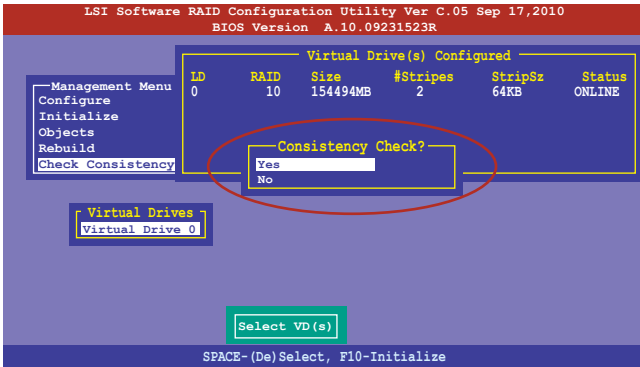 LSI Software RAID Configuration Utility Ver C.05 Sep 17,2010
BIOS Version A.10.09231523R
Virtual Drive(s) Configured
LD RAID Size #Stripes StripSz Status
0 10 154494MB 2 64KB ONLINE
Management Menu
Configure
Initialize
Objects
Rebuild
Check Consistency
Consistency Check?
Yes
No
Virtual Drives
Virtual Drive 0
Select VD(s)
SPACE-(De)Select, F10-Initialize